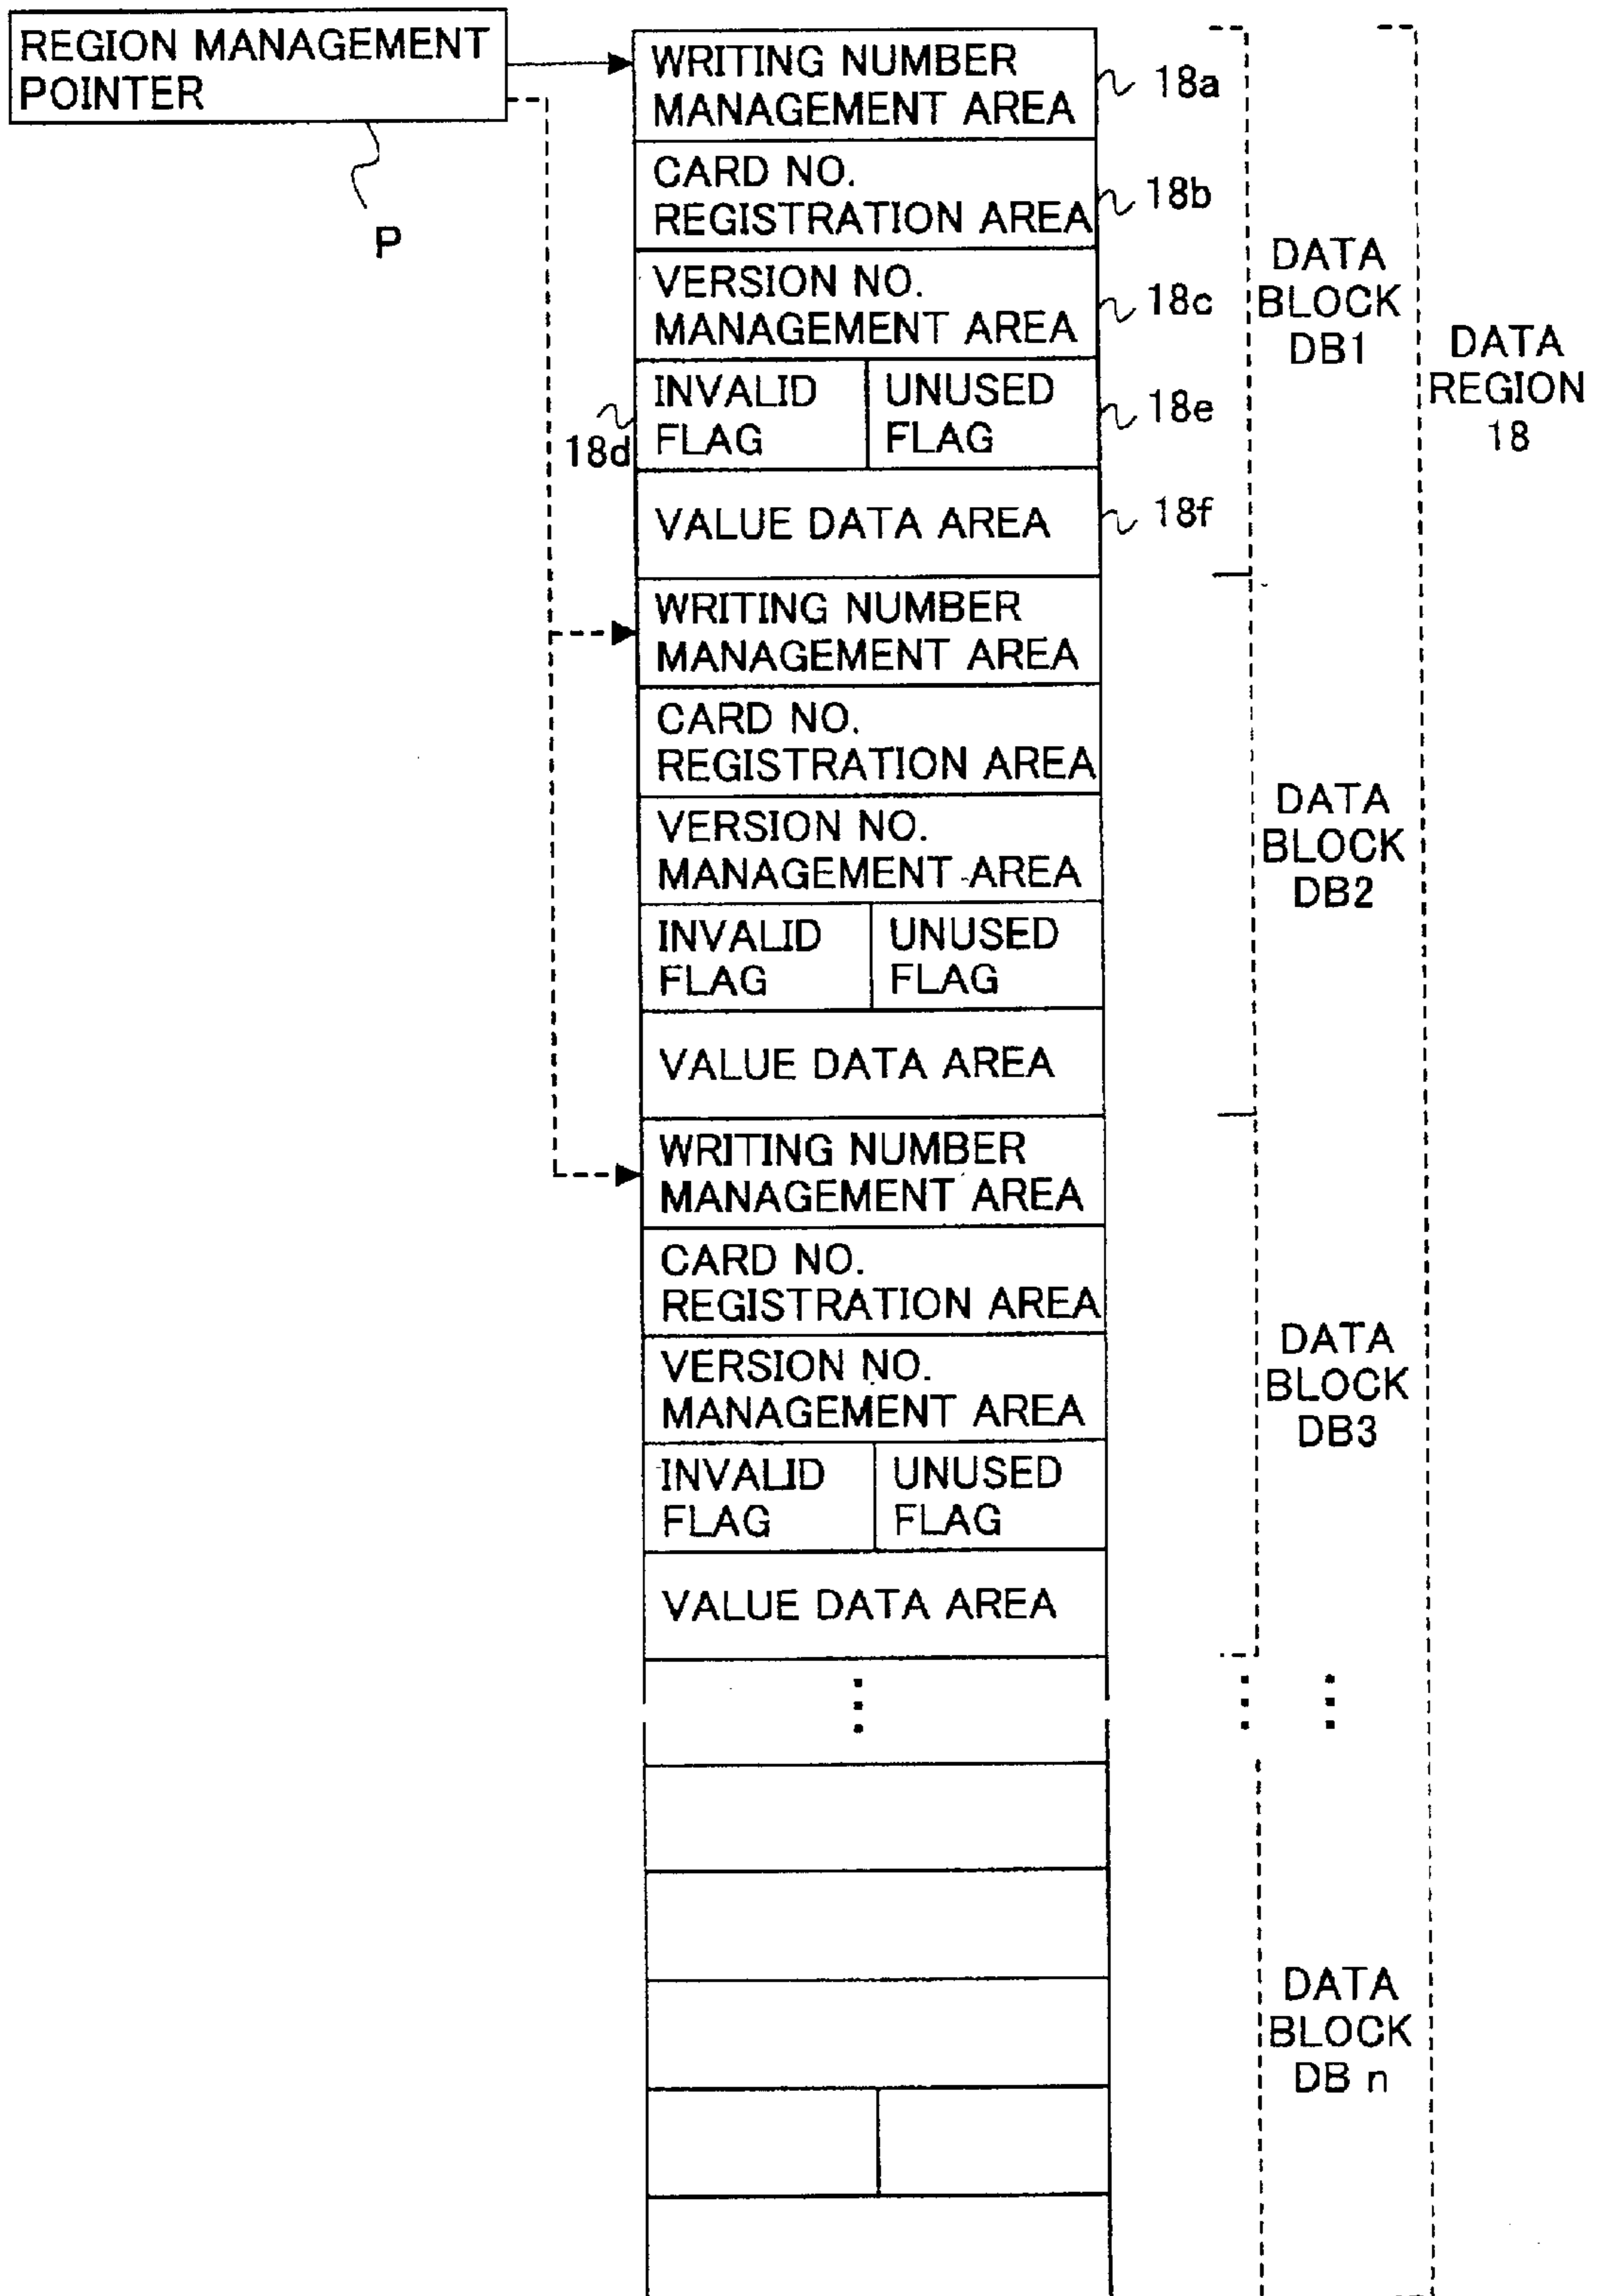 REGION MANAGEMENT
POINTER
P
WRITING NUMBER
MANAGEMENT AREA
18a
CARD NO.
REGISTRATION AREA
18b
VERSION NO.
MANAGEMENT AREA
18c
INVALID
FLAG
18d
UNUSED
FLAG
18e
VALUE DATA AREA
18f
DATA
BLOCK
DB1
DATA
REGION
18
WRITING NUMBER
MANAGEMENT AREA
CARD NO.
REGISTRATION AREA
VERSION NO.
MANAGEMENT AREA
INVALID
FLAG
UNUSED
FLAG
VALUE DATA AREA
DATA
BLOCK
DB2
WRITING NUMBER
MANAGEMENT AREA
CARD NO.
REGISTRATION AREA
VERSION NO.
MANAGEMENT AREA
INVALID
FLAG
UNUSED
FLAG
VALUE DATA AREA
DATA
BLOCK
DB3
DATA
BLOCK
DB n